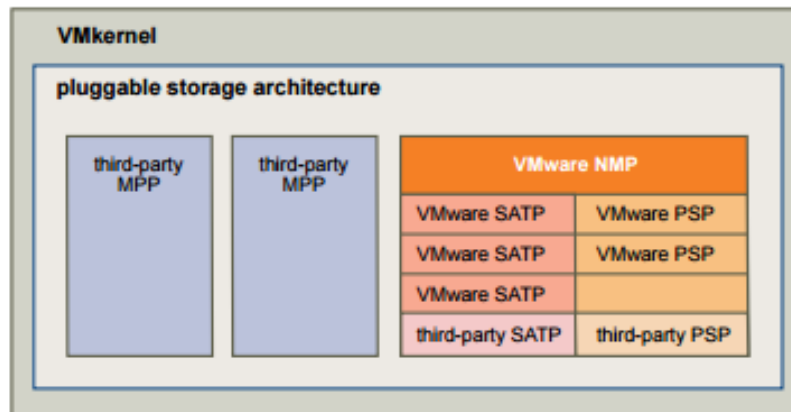 VMkernel
pluggable storage architecture
third-party
MPP
third-party
MPP
VMware NMP
VMware SATP
VMware PSP
VMware SATP
VMware PSP
VMware SATP
third-party SATP
third-party PSP